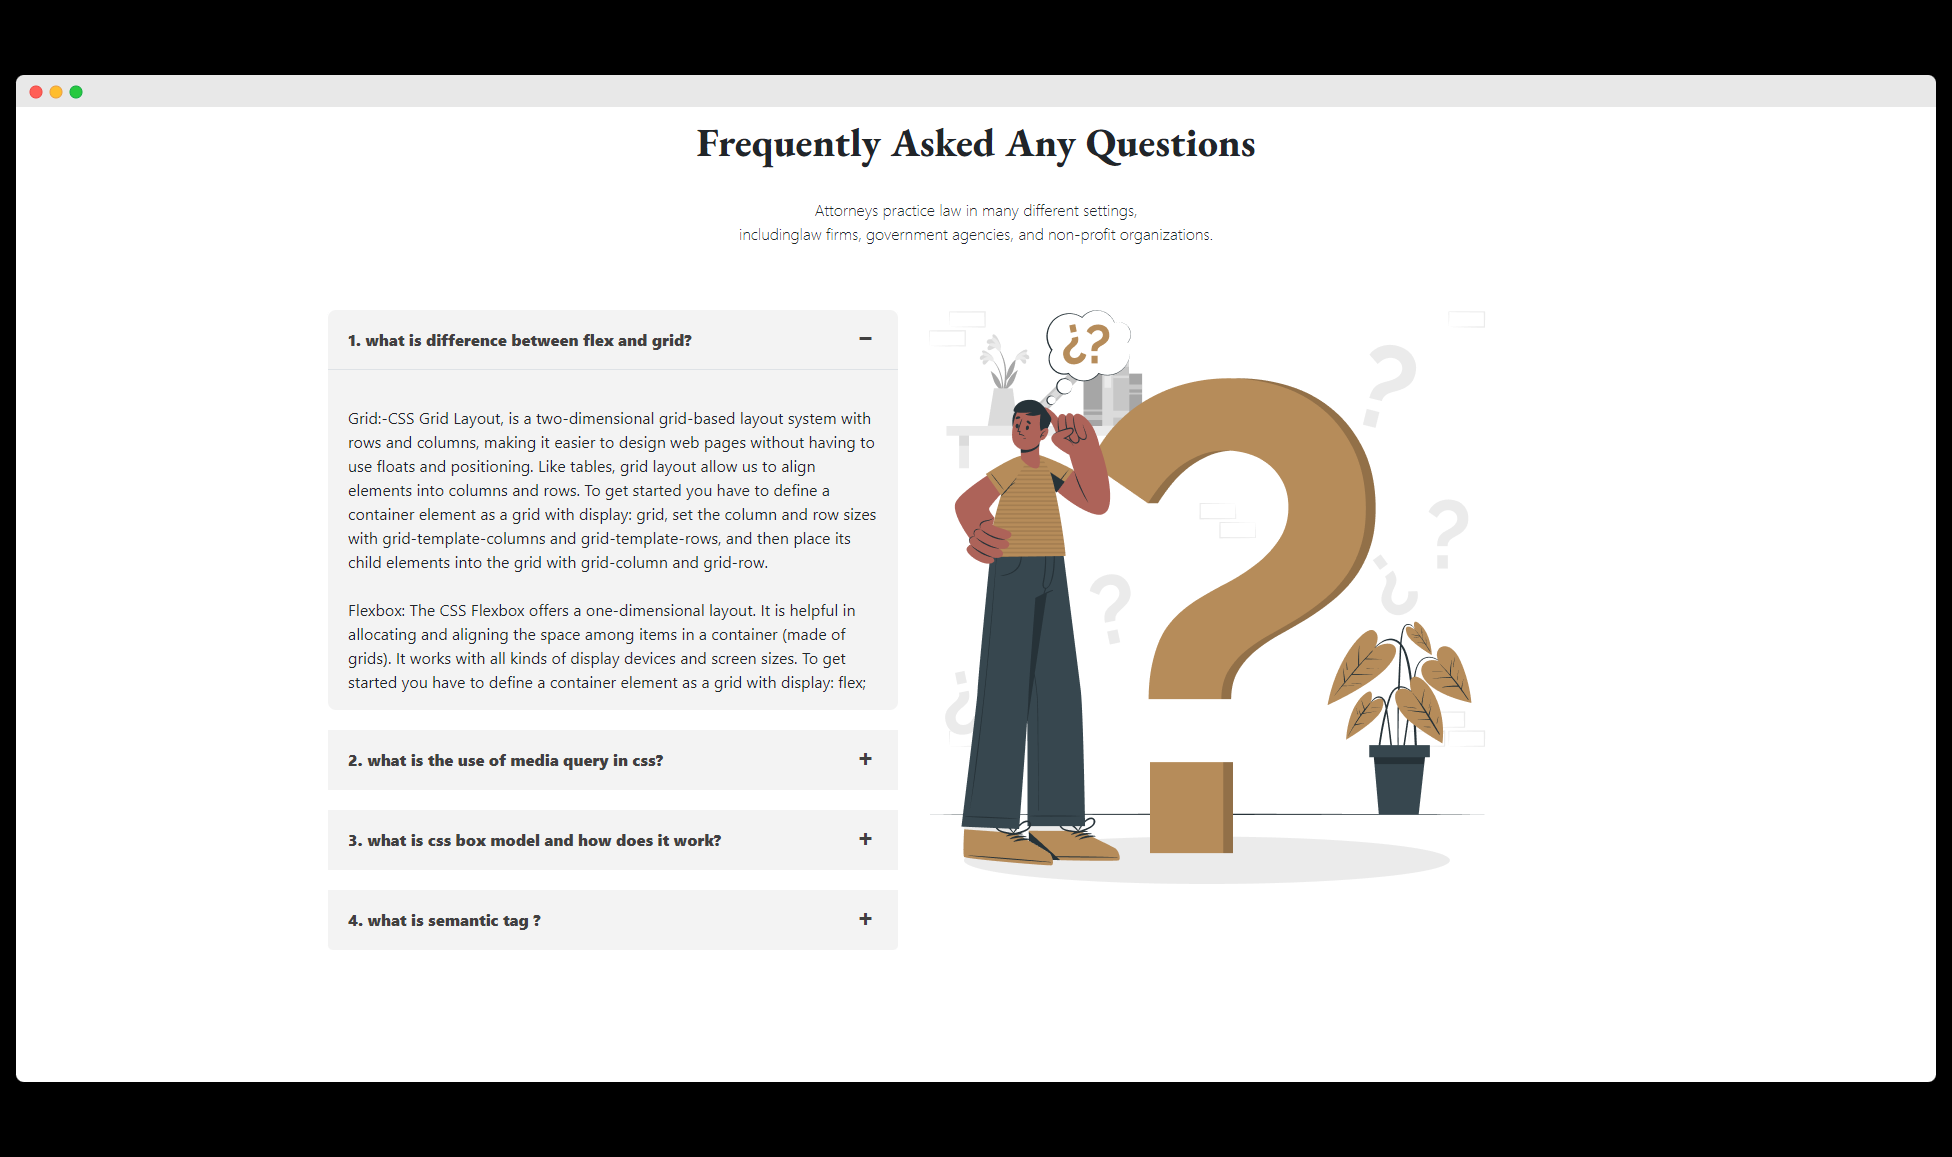 Frequently Asked Any Questions
Attorneys practice law in many different settings,
includinglaw firms, government agencies, and non-profit organizations.
1. what is difference between flex and grid?
Grid:-CSS Grid Layout, is a two-dimensional grid-based layout system with
rows and columns, making it easier to design web pages without having to
use floats and positioning. Like tables, grid layout allow us to align
elements into columns and rows. To get started you have to define a
container element as a grid with display: grid, set the column and row sizes
with grid-template-columns and grid-template-rows, and then place its
child elements into the grid with grid-column and grid-row.
Flexbox: The CSS Flexbox offers a one-dimensional layout. It is helpful in
allocating and aligning the space among items in a container (made of
grids). It works with all kinds of display devices and screen sizes. To get
started you have to define a container element as a grid with display: flex;
2. what is the use of media query in css?
3. what is css box model and how does it work?
4. what is semantic tag ?